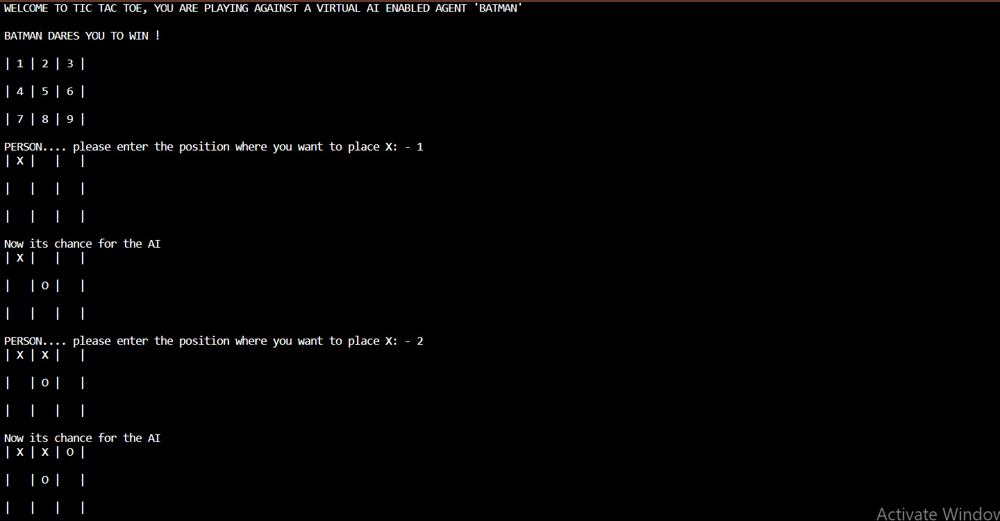 WELCOME TO TIC TAC TOE, YOU ARE PLAYING AGAINST A VIRTUAL AI ENABLED AGENT 'BATMAN'
BATMAN DARES YOU TO WIN !
| 1 | 2 | 3 |
| 4 | 5 | 6 |
| 7 | 8 | 9 |
PERSON.... please enter the position where you want to place X: - 1
| X |   |   |
|   |   |   |
|   |   |   |
Now its chance for the AI
| X |   |   |
|   | O |   |
|   |   |   |
PERSON.... please enter the position where you want to place X: - 2
| X | X |   |
|   | O |   |
|   |   |   |
Now its chance for the AI
| X | X | O |
|   | O |   |
|   |   |   |
Activate Window